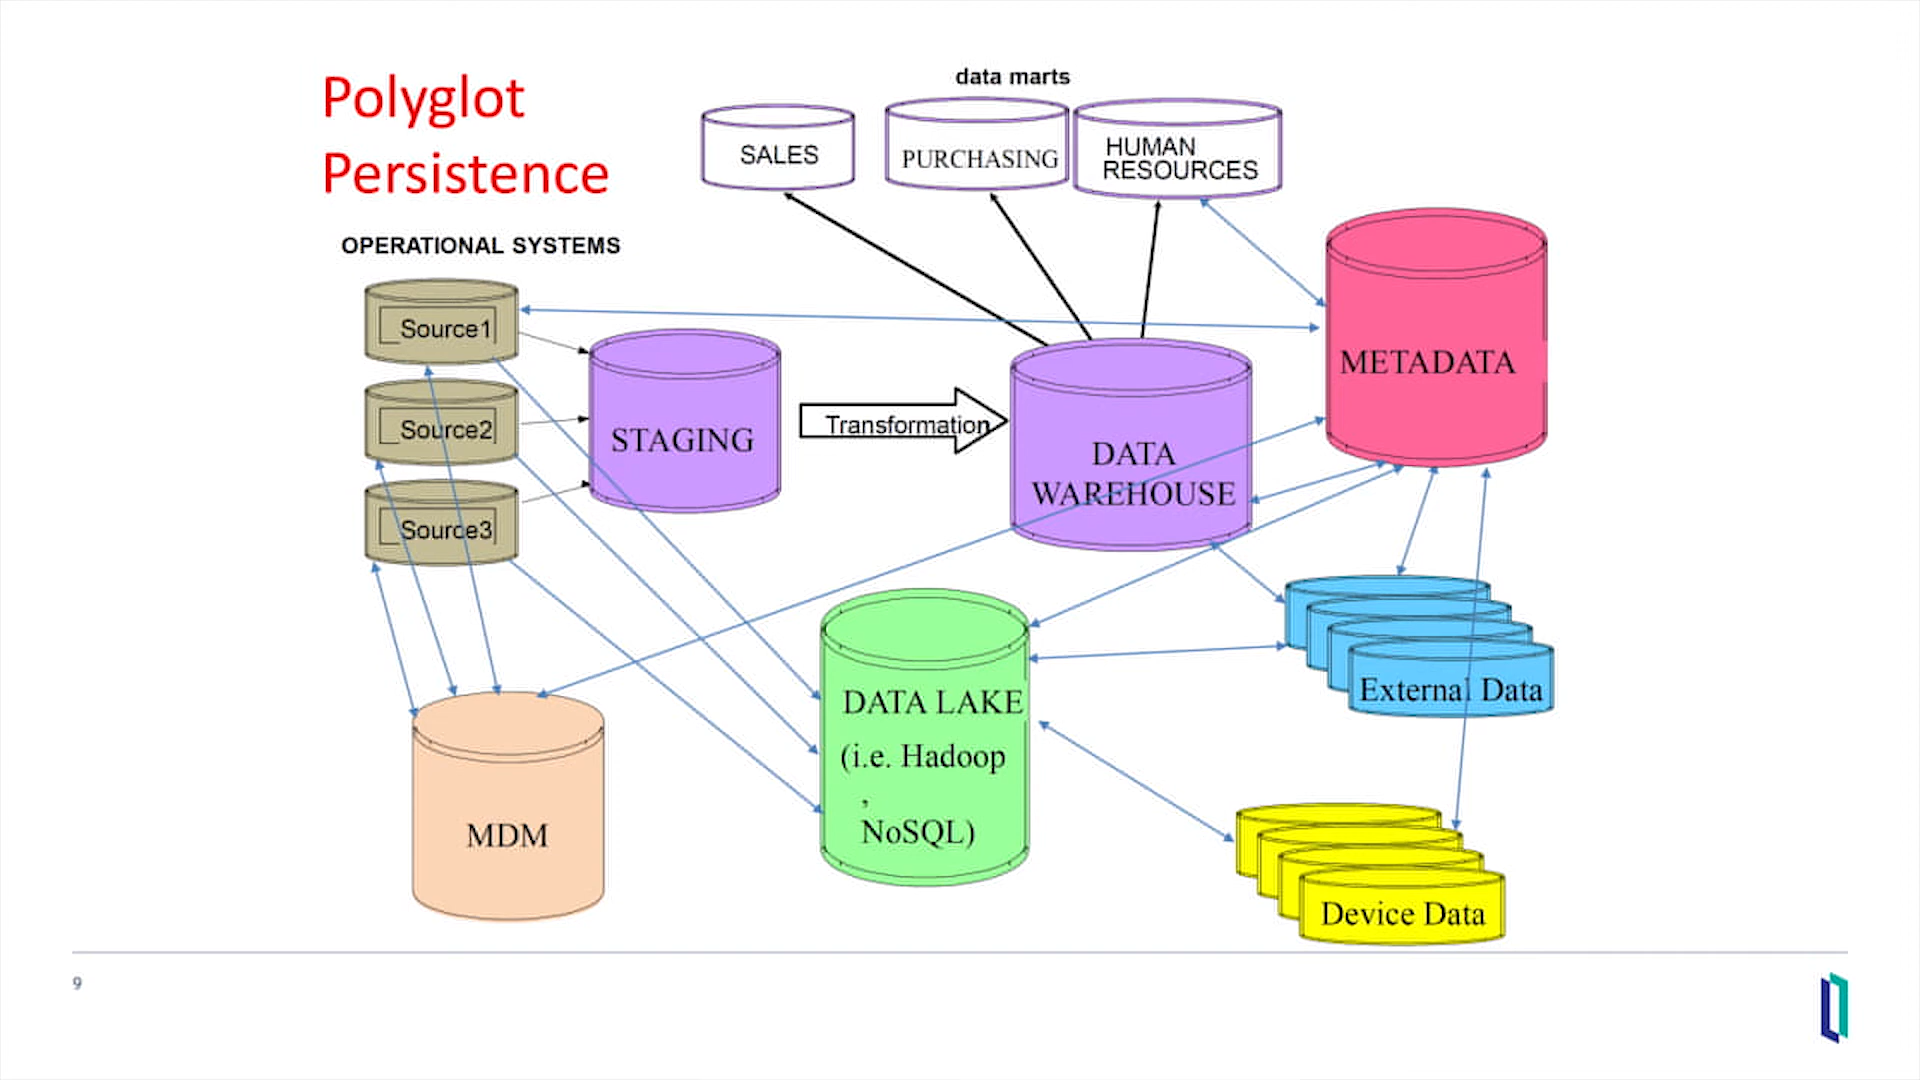 Polyglot
Persistence
data marts
SALES
PURCHASING
HUMAN
RESOURCES
OPERATIONAL SYSTEMS
Source1
Source2
Source3
STAGING
Transformation
DATA
WAREHOUSE
METADATA
DATA LAKE
(i.e. Hadoop
,
NoSQL)
External Data
MDM
Device Data
9